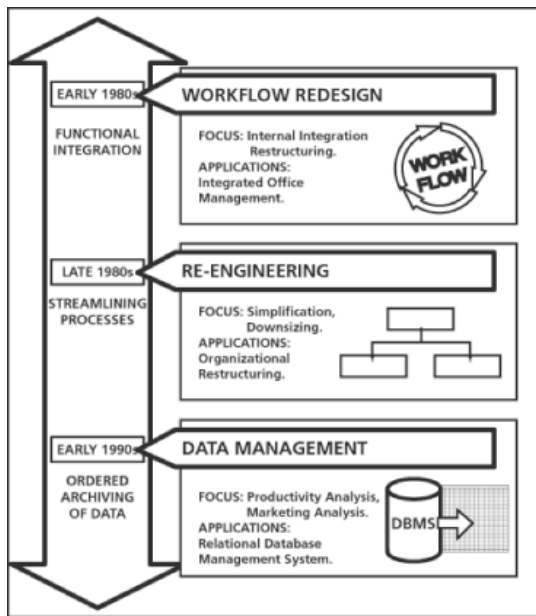 EARLY 1980s
WORKFLOW REDESIGN
FUNCTIONAL
INTEGRATION
FOCUS: Internal Integration
Restructuring.
APPLICATIONS:
Integrated Office
Management.
WORK
FLOW
LATE 1980s
RE-ENGINEERING
STREAMLINING
PROCESSES
FOCUS: Simplification,
Downsizing.
APPLICATIONS:
Organizational
Restructuring.
EARLY 1990s
DATA MANAGEMENT
ORDERED
ARCHIVING
OF DATA
FOCUS: Productivity Analysis,
Marketing Analysis.
APPLICATIONS:
Relational Database
Management System.
DBMS